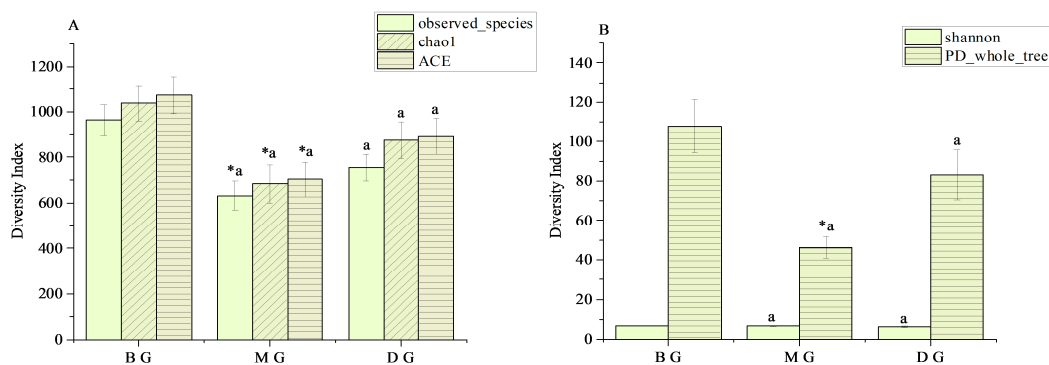 A
observed_species
chao1
ACE
Diversity Index
1200
1000
800
600
400
200
0
*a
*a
*a
a
a
a
B G
M G
D G
B
shannon
PD_whole_tree
Diversity Index
140
120
100
80
60
40
20
0
a
*a
a
a
B G
M G
D G